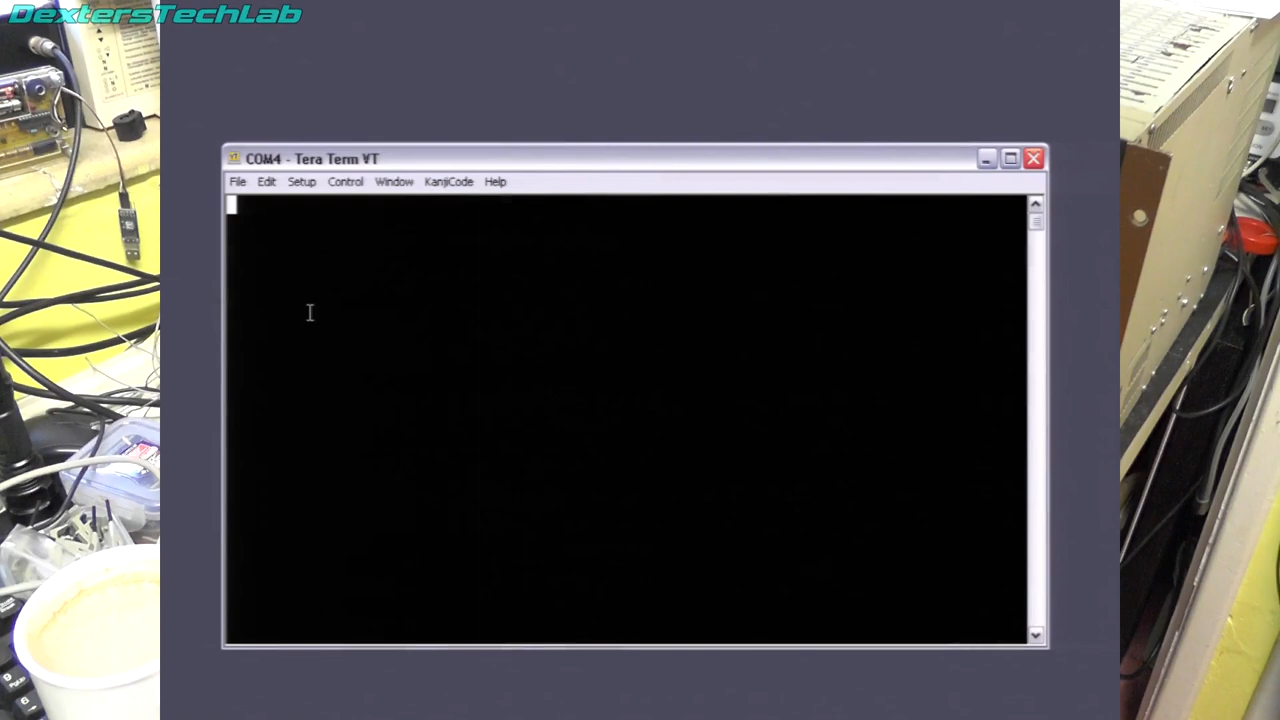 DextersTechLab
COM4 - Tera Term VT
File Edit Setup Control Window KanjiCode Help